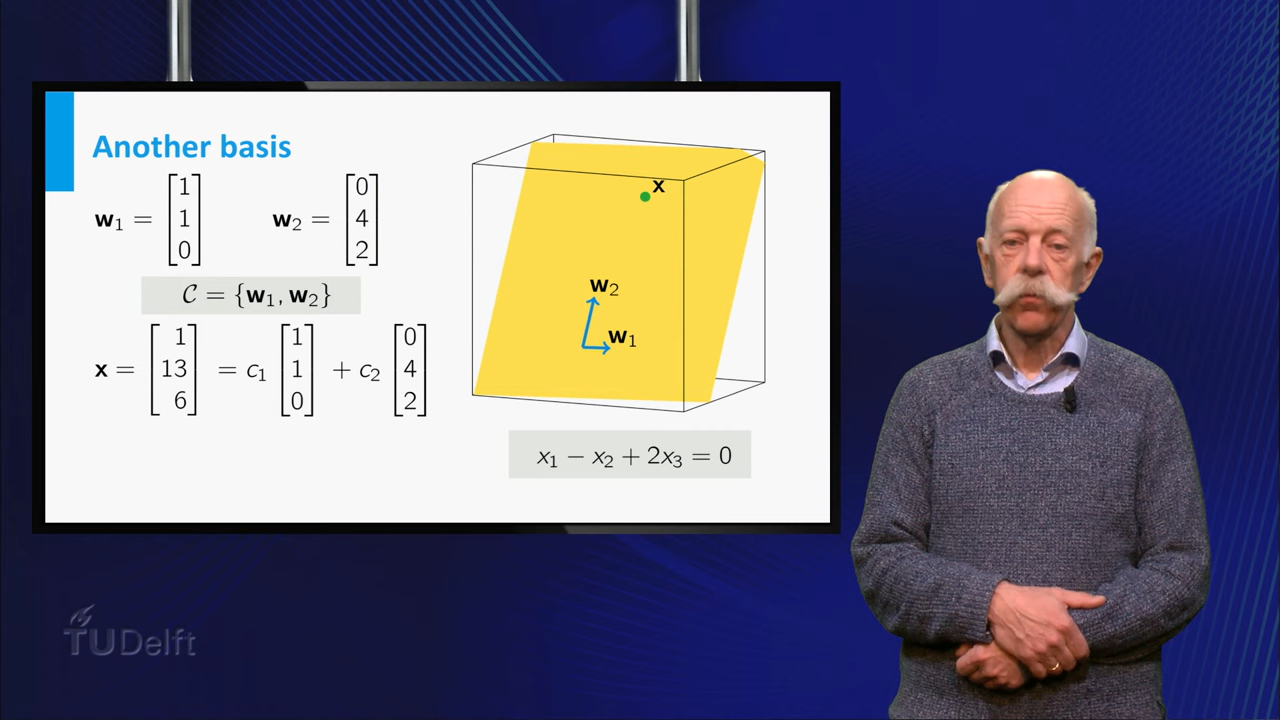 Another basis
w₁ = [1 1 0] w₂ = [0 4 2]
𝒞 = {w₁, w₂}
x = [1 13 6] = c₁ [1 1 0] + c₂ [0 4 2]
x
w₂
w₁
x₁ − x₂ + 2x₃ = 0
TUDelft